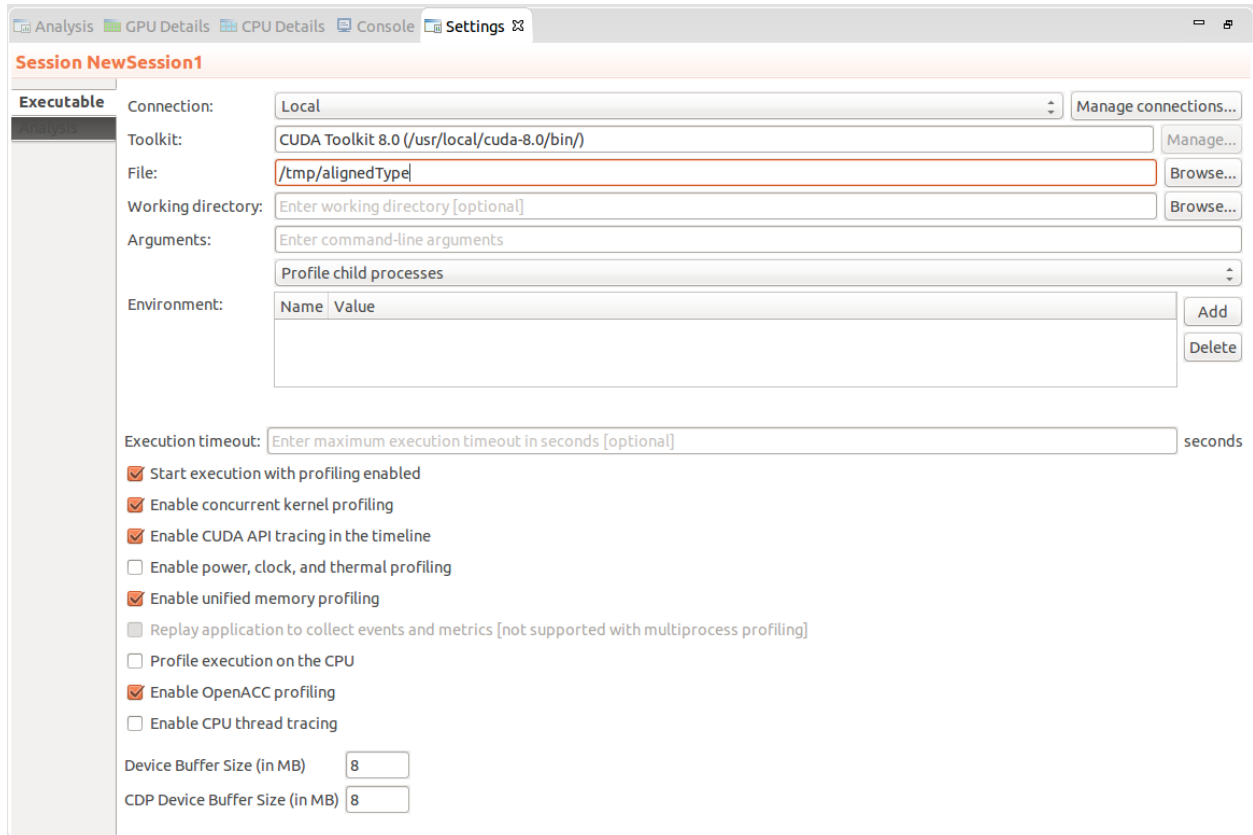 Analysis GPU Details CPU Details Console Settings
Session NewSession1
Executable
Analysis
Connection: Local Manage connections...
Toolkit: CUDA Toolkit 8.0 (/usr/local/cuda-8.0/bin/) Manage...
File: /tmp/alignedType Browse...
Working directory: Enter working directory [optional] Browse...
Arguments: Enter command-line arguments
Profile child processes
Environment: Name Value Add
Delete
Execution timeout: Enter maximum execution timeout in seconds [optional] seconds
Start execution with profiling enabled
Enable concurrent kernel profiling
Enable CUDA API tracing in the timeline
Enable power, clock, and thermal profiling
Enable unified memory profiling
Replay application to collect events and metrics [not supported with multiprocess profiling]
Profile execution on the CPU
Enable OpenACC profiling
Enable CPU thread tracing
Device Buffer Size (in MB) 8
CDP Device Buffer Size (in MB) 8